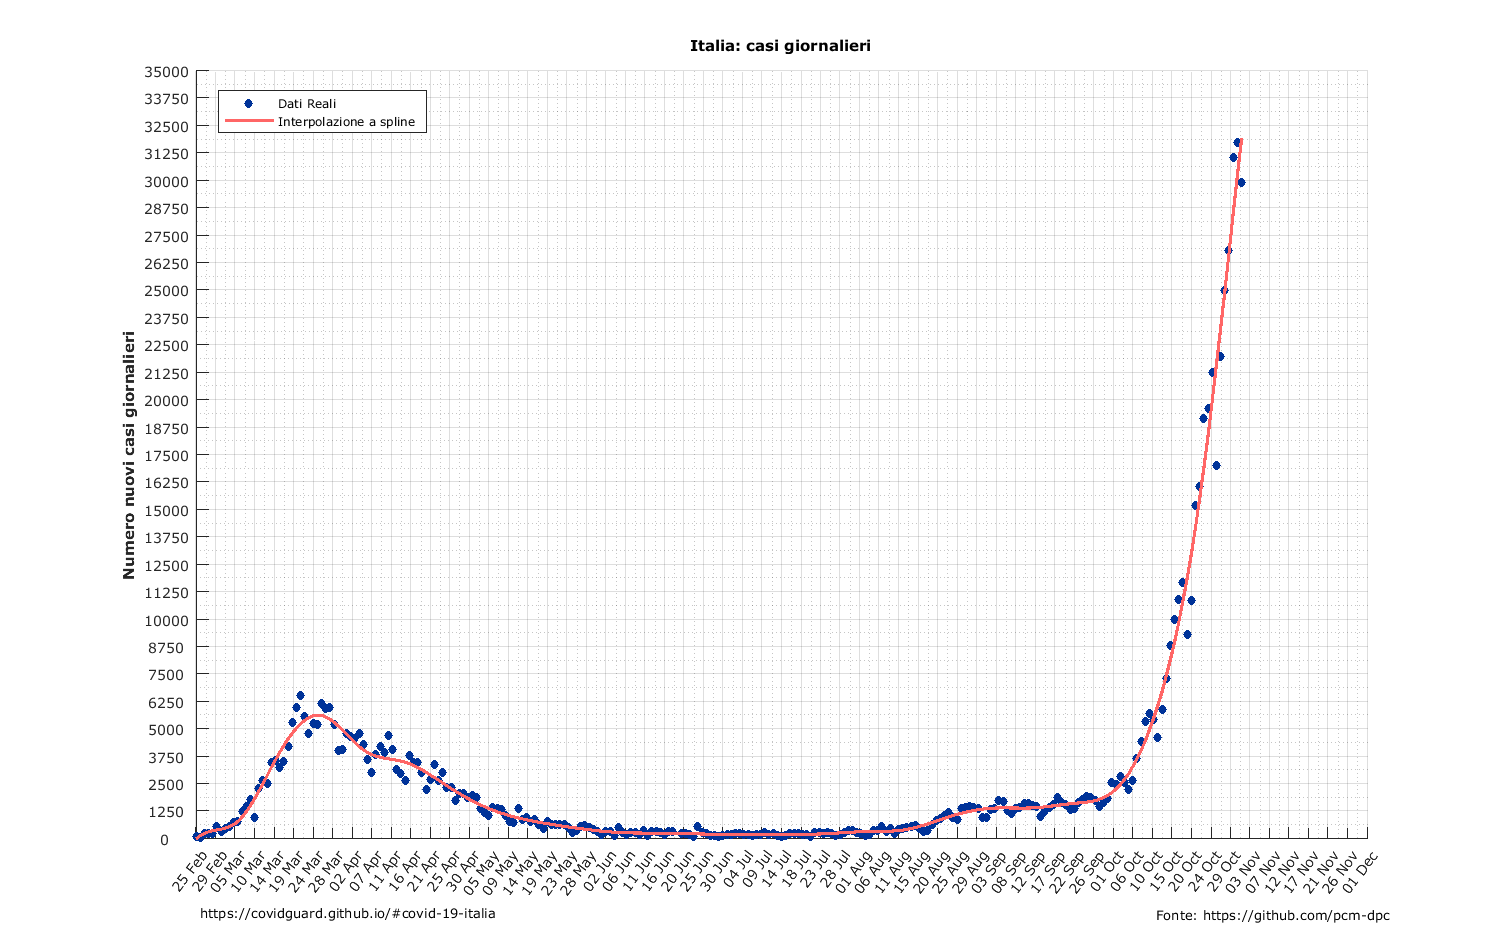 Italia: casi giornalieri
Dati Reali
Interpolazione a spline
Numero nuovi casi giornalieri
35000
33750
32500
31250
30000
28750
27500
26250
25000
23750
22500
21250
20000
18750
17500
16250
15000
13750
12500
11250
10000
8750
7500
6250
5000
3750
2500
1250
0
25 Feb
29 Feb
05 Mar
10 Mar
14 Mar
19 Mar
24 Mar
28 Mar
02 Apr
07 Apr
11 Apr
16 Apr
21 Apr
25 Apr
30 Apr
05 May
09 May
14 May
19 May
23 May
28 May
02 Jun
06 Jun
11 Jun
16 Jun
20 Jun
25 Jun
30 Jun
04 Jul
09 Jul
14 Jul
18 Jul
23 Jul
28 Jul
01 Aug
06 Aug
11 Aug
15 Aug
20 Aug
25 Aug
29 Aug
03 Sep
08 Sep
12 Sep
17 Sep
22 Sep
26 Sep
01 Oct
06 Oct
10 Oct
15 Oct
20 Oct
24 Oct
29 Oct
03 Nov
07 Nov
12 Nov
17 Nov
21 Nov
26 Nov
01 Dec
https://covidguard.github.io/#covid-19-italia
Fonte: https://github.com/pcm-dpc